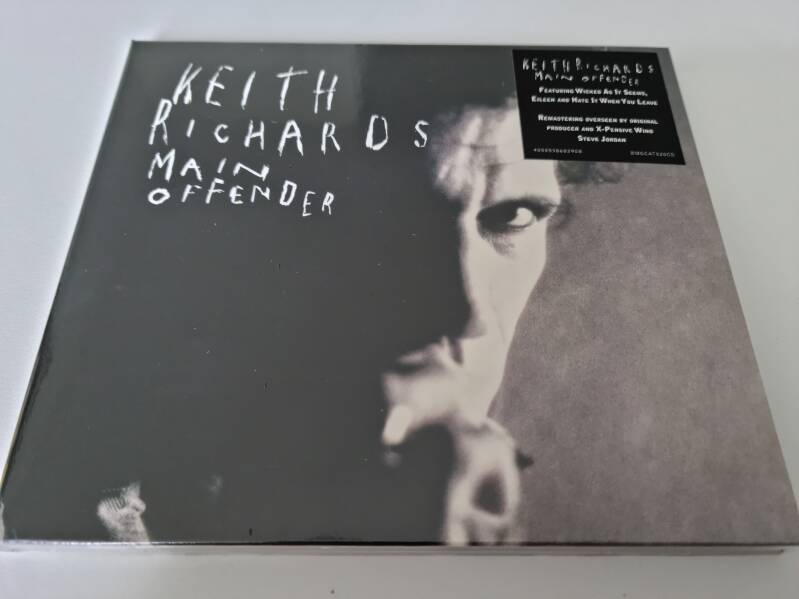 KEITH
RICHARDS
MAIN
OFFENDER
KEITH RICHARDS
MAIN OFFENDER
FEATURING WICKED AS IT SEEMS,
EILEEN AND HATE IT WHEN YOU LEAVE
REMASTERING OVERSEEN BY ORIGINAL
PRODUCER AND X-PENSIVE WINO
STEVE JORDAN